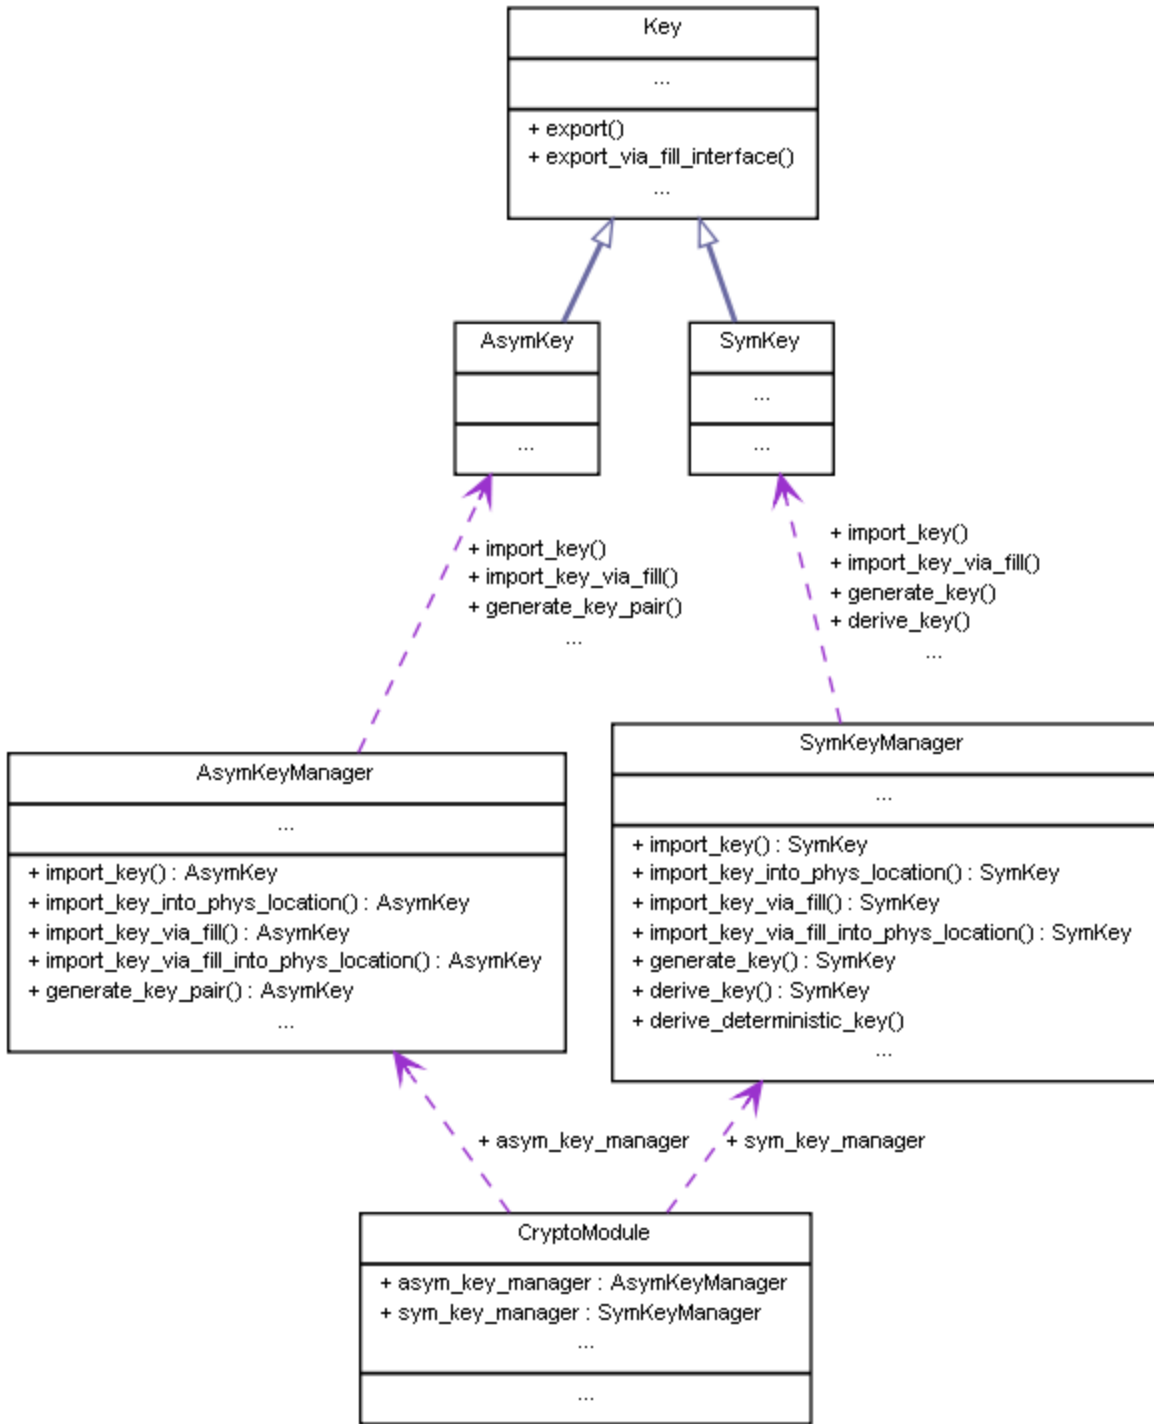 Key
...
+ export()
+ export_via_fill_interface()
...
AsymKey
...
SymKey
...
...
+ import_key()
+ import_key_via_fill()
+ generate_key_pair()
...
+ import_key()
+ import_key_via_fill()
+ generate_key()
+ derive_key()
...
AsymKeyManager
...
+ import_key() : AsymKey
+ import_key_into_phys_location() : AsymKey
+ import_key_via_fill() : AsymKey
+ import_key_via_fill_into_phys_location() : AsymKey
+ generate_key_pair() : AsymKey
...
SymKeyManager
...
+ import_key() : SymKey
+ import_key_into_phys_location() : SymKey
+ import_key_via_fill() : SymKey
+ import_key_via_fill_into_phys_location() : SymKey
+ generate_key() : SymKey
+ derive_key() : SymKey
+ derive_deterministic_key()
...
+ asym_key_manager
+ sym_key_manager
CryptoModule
+ asym_key_manager : AsymKeyManager
+ sym_key_manager : SymKeyManager
...
...